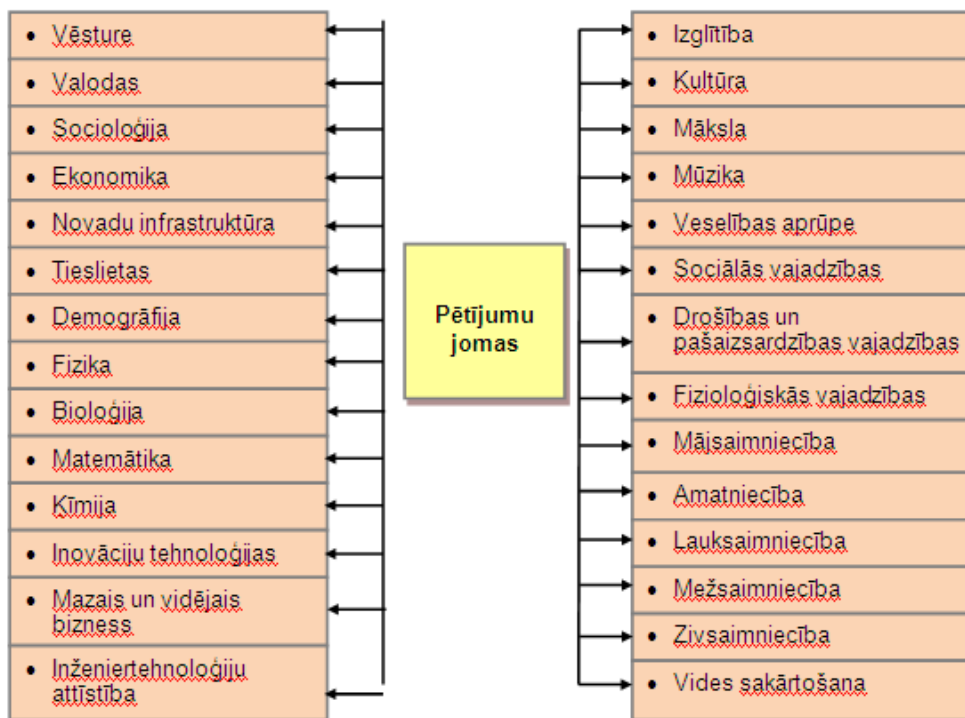 • Vēsture
• Valodas
• Socioloģija
• Ekonomika
• Novadu infrastruktūra
• Tieslietas
• Demogrāfija
• Fizika
• Bioloģija
• Matemātika
• Ķīmija
• Inovāciju tehnoloģijas
• Mazais un vidējais
bizness
• Inženiertehnoloģiju
attīstība
Pētījumu
jomas
• Izglītība
• Kultūra
• Māksla
• Mūzika
• Veselības aprūpe
• Sociālās vajadzības
• Drošības un
pašaizsardzības vajadzības
• Fizioloģiskās vajadzības
• Mājsaimniecība
• Amatniecība
• Lauksaimniecība
• Mežsaimniecība
• Zivsaimniecība
• Vides sakārtošana